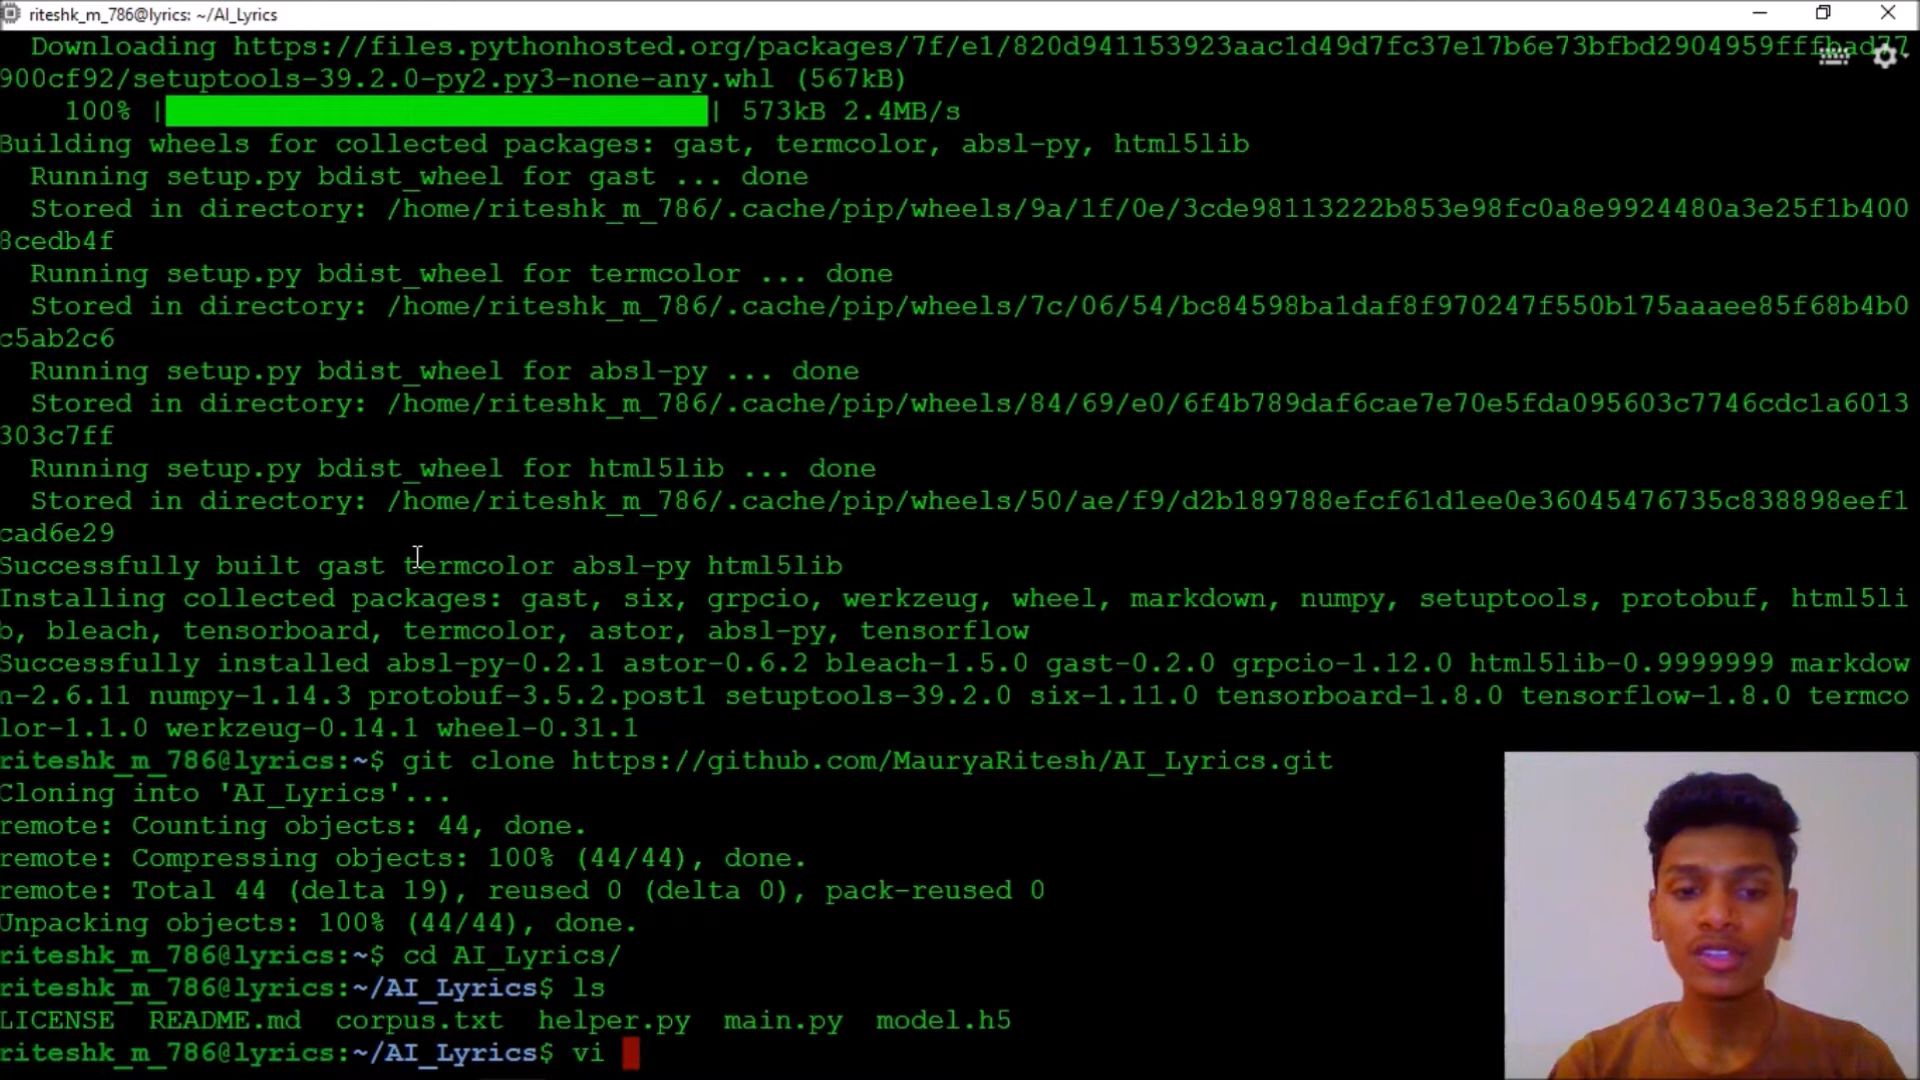 riteshk_m_786@lyrics: ~/AI_Lyrics
Downloading https://files.pythonhosted.org/packages/7f/e1/820d941153923aac1d49d7fc37e17b6e73bfbd2904959fffbad77
900cf92/setuptools-39.2.0-py2.py3-none-any.whl (567kB)
100% |                                | 573kB 2.4MB/s
Building wheels for collected packages: gast, termcolor, absl-py, html5lib
Running setup.py bdist_wheel for gast ... done
Stored in directory: /home/riteshk_m_786/.cache/pip/wheels/9a/1f/0e/3cde98113222b853e98fc0a8e9924480a3e25f1b400
8cedb4f
Running setup.py bdist_wheel for termcolor ... done
Stored in directory: /home/riteshk_m_786/.cache/pip/wheels/7c/06/54/bc84598ba1daf8f970247f550b175aaaee85f68b4b0
c5ab2c6
Running setup.py bdist_wheel for absl-py ... done
Stored in directory: /home/riteshk_m_786/.cache/pip/wheels/84/69/e0/6f4b789daf6cae7e70e5fda095603c7746cdc1a6013
303c7ff
Running setup.py bdist_wheel for html5lib ... done
Stored in directory: /home/riteshk_m_786/.cache/pip/wheels/50/ae/f9/d2b189788efcf61d1ee0e36045476735c838898eef1
cad6e29
Successfully built gast termcolor absl-py html5lib
Installing collected packages: gast, six, grpcio, werkzeug, wheel, markdown, numpy, setuptools, protobuf, html5li
b, bleach, tensorboard, termcolor, astor, absl-py, tensorflow
Successfully installed absl-py-0.2.1 astor-0.6.2 bleach-1.5.0 gast-0.2.0 grpcio-1.12.0 html5lib-0.9999999 markdow
n-2.6.11 numpy-1.14.3 protobuf-3.5.2.post1 setuptools-39.2.0 six-1.11.0 tensorboard-1.8.0 tensorflow-1.8.0 termco
lor-1.1.0 werkzeug-0.14.1 wheel-0.31.1
riteshk_m_786@lyrics:~$ git clone https://github.com/MauryaRitesh/AI_Lyrics.git
Cloning into 'AI_Lyrics'...
remote: Counting objects: 44, done.
remote: Compressing objects: 100% (44/44), done.
remote: Total 44 (delta 19), reused 0 (delta 0), pack-reused 0
Unpacking objects: 100% (44/44), done.
riteshk_m_786@lyrics:~$ cd AI_Lyrics/
riteshk_m_786@lyrics:~/AI_Lyrics$ ls
LICENSE  README.md  corpus.txt  helper.py  main.py  model.h5
riteshk_m_786@lyrics:~/AI_Lyrics$ vi